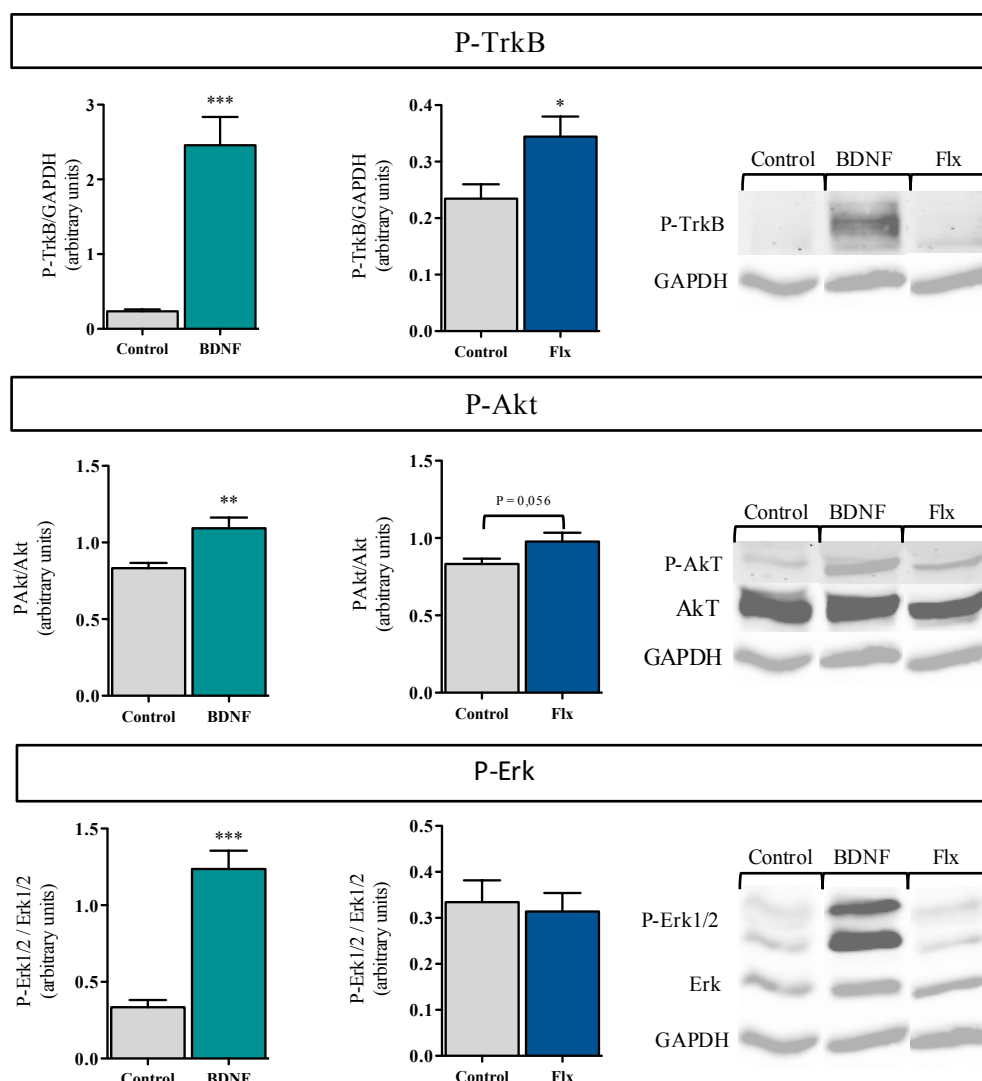 P-TrkB
P-TrkB/GAPDH
(arbitrary units)
3
2
1
0
***
Control
BDNF
P-TrkB/GAPDH
(arbitrary units)
0.4
0.3
0.2
0.1
0.0
*
Control
Flx
Control BDNF Flx
P-TrkB
GAPDH
P-Akt
PAkt/Akt
(arbitrary units)
1.5
1.0
0.5
0.0
**
Control
BDNF
PAkt/Akt
(arbitrary units)
1.5
1.0
0.5
0.0
P = 0,056
Control
Flx
Control BDNF Flx
P-AkT
AkT
GAPDH
P-Erk
P-Erk1/2 / Erk1/2
(arbitrary units)
1.5
1.0
0.5
0.0
***
Control
BDNF
P-Erk1/2 / Erk1/2
(arbitrary units)
0.5
0.4
0.3
0.2
0.1
0.0
Control
Flx
Control BDNF Flx
P-Erk1/2
Erk
GAPDH